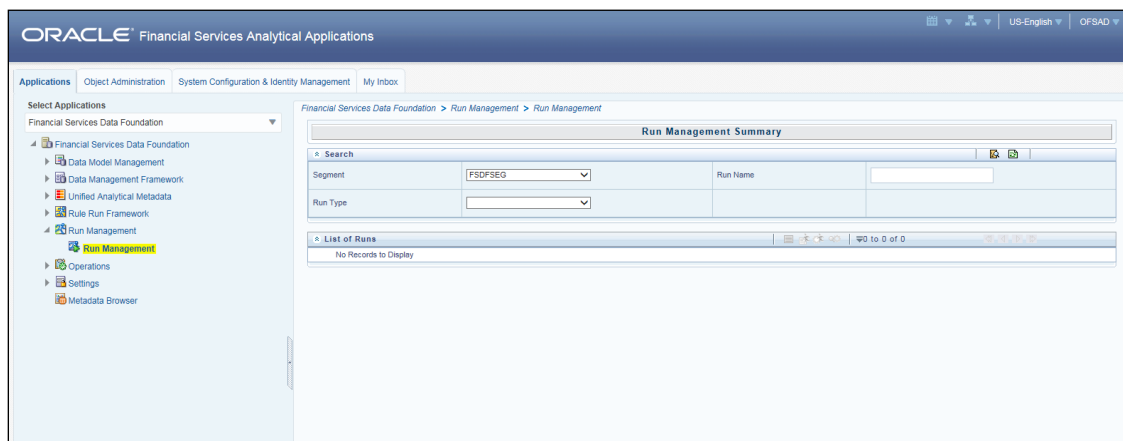 US-English OFSAD
ORACLE Financial Services Analytical Applications
Applications Object Administration System Configuration & Identity Management My Inbox
Select Applications
Financial Services Data Foundation
Financial Services Data Foundation
Data Model Management
Data Management Framework
Unified Analytical Metadata
Rule Run Framework
Run Management
Run Management
Operations
Settings
Metadata Browser
Financial Services Data Foundation > Run Management > Run Management
Run Management Summary
Search
Segment FSDFSEG Run Name
Run Type
List of Runs 0 to 0 of 0
No Records to Display